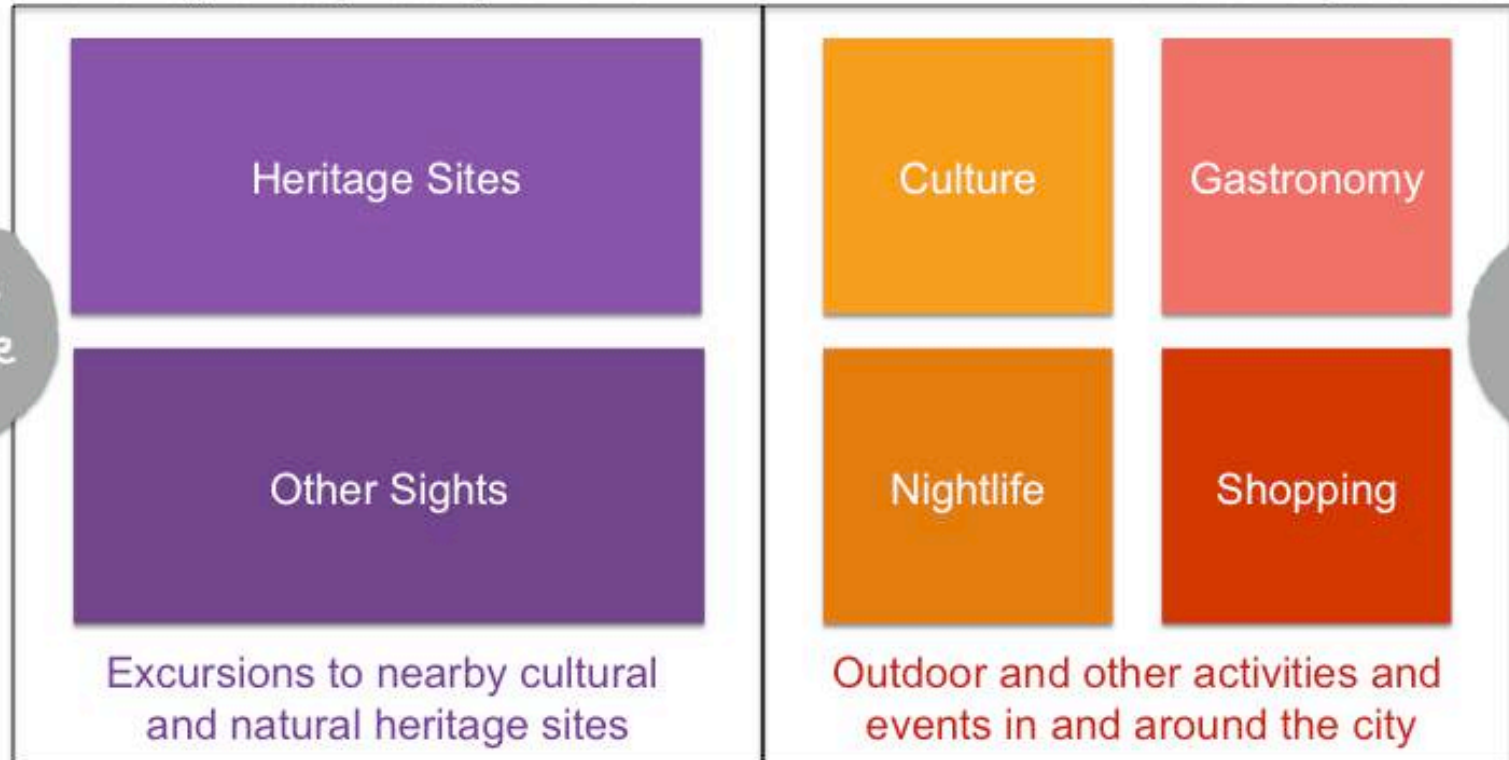 Heritage Sites
Other Sights
Excursions to nearby cultural
and natural heritage sites
Culture
Gastronomy
Nightlife
Shopping
Outdoor and other activities and
events in and around the city